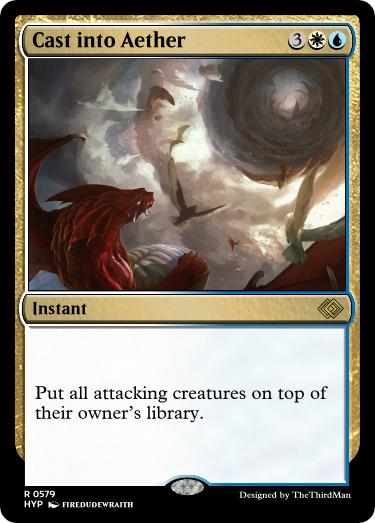 Cast into Aether 3
Instant
Put all attacking creatures on top of
their owner's library.
R 0579
HYP FIREDUDEWRAITH
Designed by TheThirdMan